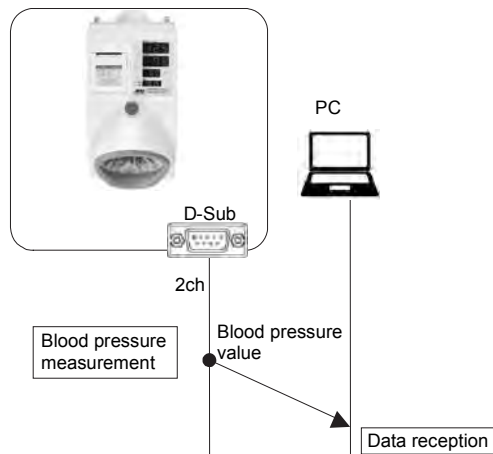 PC
D-Sub
2ch
Blood pressure
value
Blood pressure
measurement
Data reception